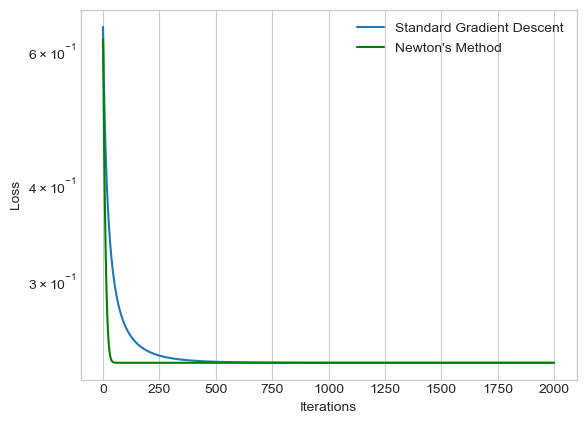 Standard Gradient Descent
Newton's Method
6 × 10⁻¹
4 × 10⁻¹
3 × 10⁻¹
Loss
0 250 500 750 1000 1250 1500 1750 2000
Iterations